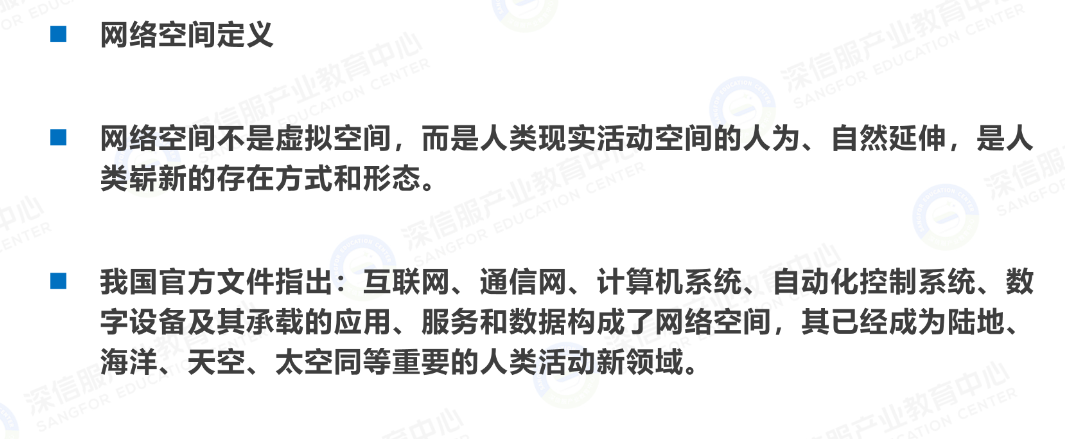 网络空间定义
网络空间不是虚拟空间，而是人类现实活动空间的人为、自然延伸，是人
类崭新的存在方式和形态。
我国官方文件指出：互联网、通信网、计算机系统、自动化控制系统、数
字设备及其承载的应用、服务和数据构成了网络空间，其已经成为陆地、
海洋、天空、太空同等重要的人类活动新领域。
深信服产业教育中心
SANGFOR EDUCATION CENTER